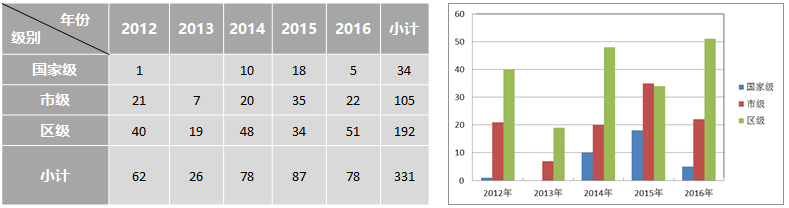 年份
级别
2012 2013 2014 2015 2016 小计
国家级 1 10 18 5 34
市级 21 7 20 35 22 105
区级 40 19 48 34 51 192
小计 62 26 78 87 78 331
60
50
40
30
20
10
0
2012年 2013年 2014年 2015年 2016年
国家级
市级
区级